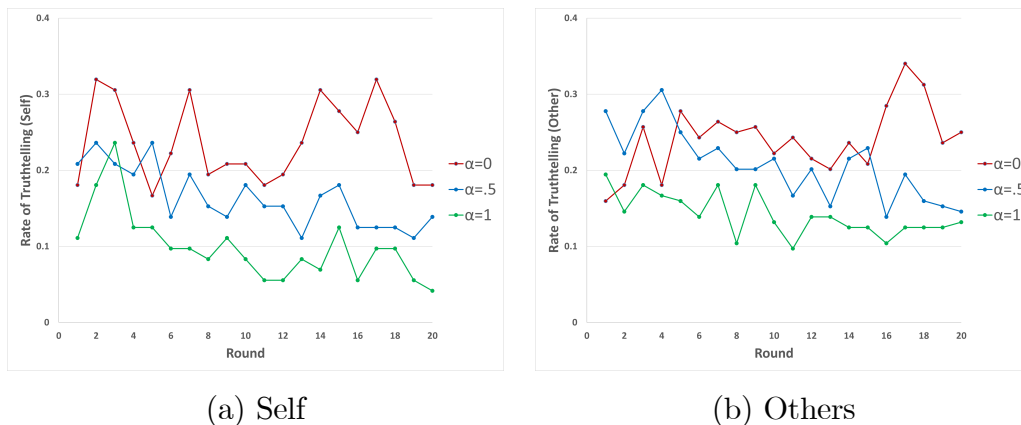 0.4
0.3
0.2
0.1
0
0 2 4 6 8 10 12 14 16 18 20
Rate of Truthtelling (Self)
Round
α=0
α=.5
α=1
(a) Self
0.4
0.3
0.2
0.1
0
0 2 4 6 8 10 12 14 16 18 20
Rate of Truthtelling (Other)
Round
α=0
α=.5
α=1
(b) Others